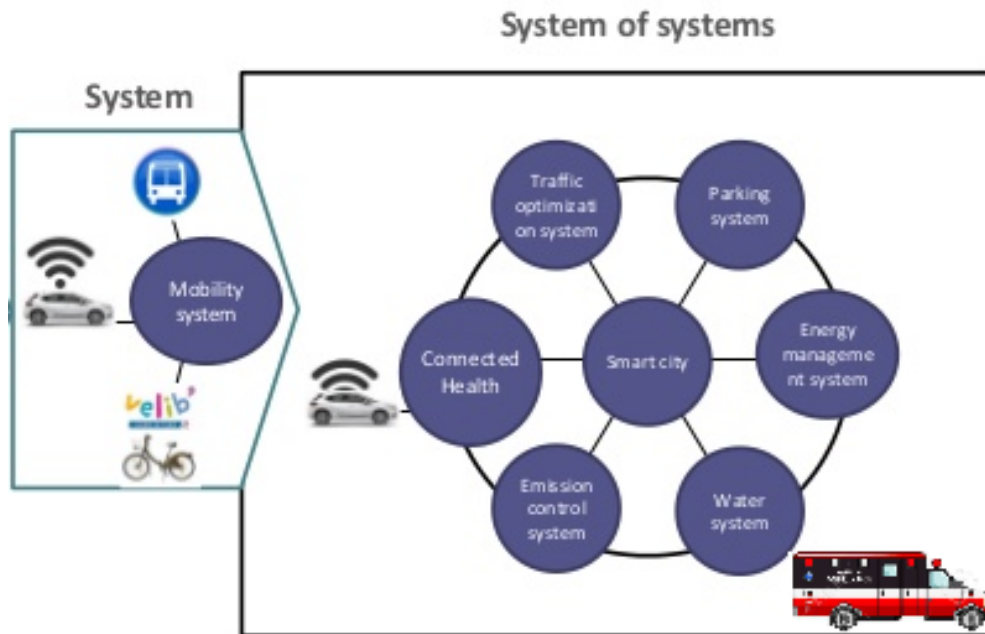 System of systems
System
Mobility
system
velib'
Traffic
optimizati
on system
Parking
system
Connected
Health
Smart city
Energy
manageme
nt system
Emission
control
system
Water
system